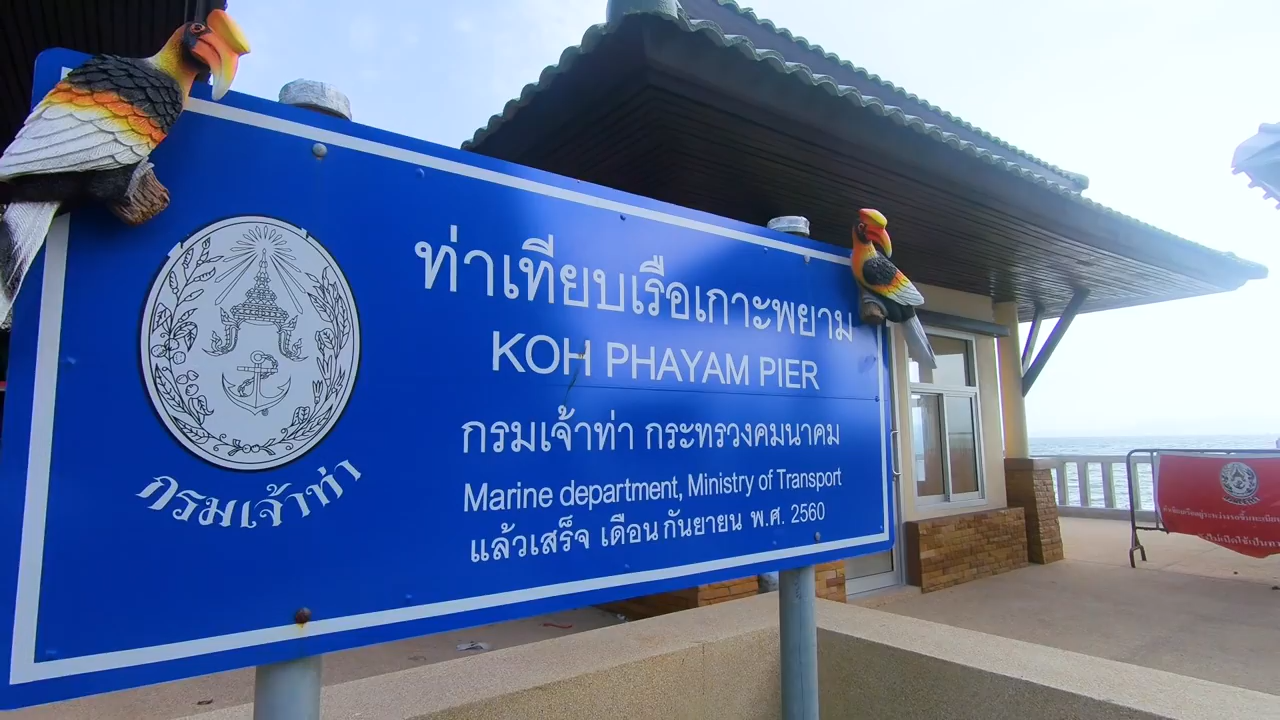 ท่าเทียบเรือเกาะพยาม
KOH PHAYAM PIER
กรมเจ้าท่า กระทรวงคมนาคม
Marine department, Ministry of Transport
แล้วเสร็จ เดือน กันยายน พ.ศ. 2560
กรมเจ้าท่า